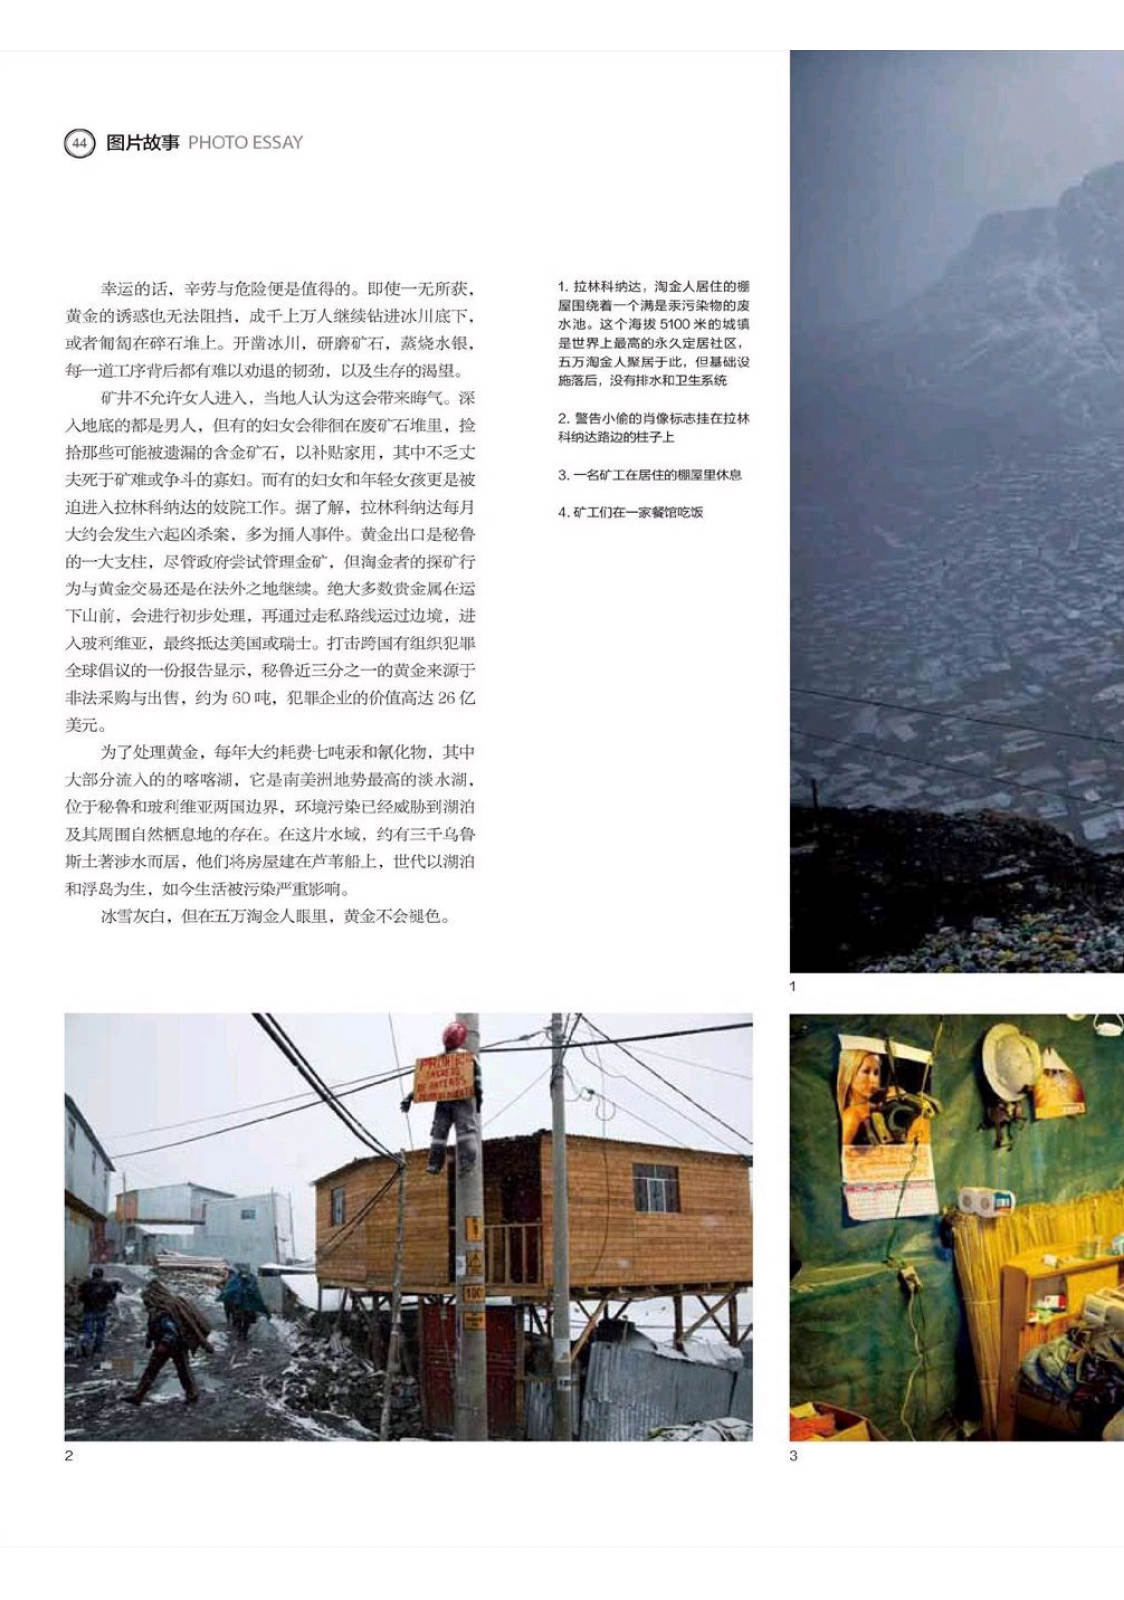 44 图片故事 PHOTO ESSAY
幸运的话，辛劳与危险便是值得的。即使一无所获，
黄金的诱惑也无法阻挡，成千上万人继续钻进冰川底下，
或者匍匐在碎石堆上。开凿冰川，研磨矿石，蒸烧水银，
每一道工序背后都有难以劝退的韧劲，以及生存的渴望。
矿井不允许女人进入，当地人认为这会带来晦气。深
入地底的都是男人，但有的妇女会徘徊在废矿石堆里，捡
拾那些可能被遗漏的含金矿石，以补贴家用，其中不乏丈
夫死于矿难或争斗的寡妇。而有的妇女和年轻女孩更是被
迫进入拉林科纳达的妓院工作。据了解，拉林科纳达每月
大约会发生六起凶杀案，多为捅人事件。黄金出口是秘鲁
的一大支柱，尽管政府尝试管理金矿，但淘金者的探矿行
为与黄金交易还是在法外之地继续。绝大多数贵金属在运
下山前，会进行初步处理，再通过走私路线运过边境，进
入玻利维亚，最终抵达美国或瑞士。打击跨国有组织犯罪
全球倡议的一份报告显示，秘鲁近三分之一的黄金来源于
非法采购与出售，约为 60 吨，犯罪企业的价值高达 26 亿
美元。
为了处理黄金，每年大约耗费七吨汞和氰化物，其中
大部分流入的的喀喀湖，它是南美洲地势最高的淡水湖，
位于秘鲁和玻利维亚两国边界，环境污染已经威胁到湖泊
及其周围自然栖息地的存在。在这片水域，约有三千乌鲁
斯土著涉水而居，他们将房屋建在芦苇船上，世代以湖泊
和浮岛为生，如今生活被污染严重影响。
冰雪灰白，但在五万淘金人眼里，黄金不会褪色。
1. 拉林科纳达，淘金人居住的棚
屋围绕着一个满是汞污染物的废
水池。这个海拔 5100 米的城镇
是世界上最高的永久定居社区，
五万淘金人聚居于此，但基础设
施落后，没有排水和卫生系统
2. 警告小偷的肖像标志挂在拉林
科纳达路边的柱子上
3. 一名矿工在居住的棚屋里休息
4. 矿工们在一家餐馆吃饭
1
2
3